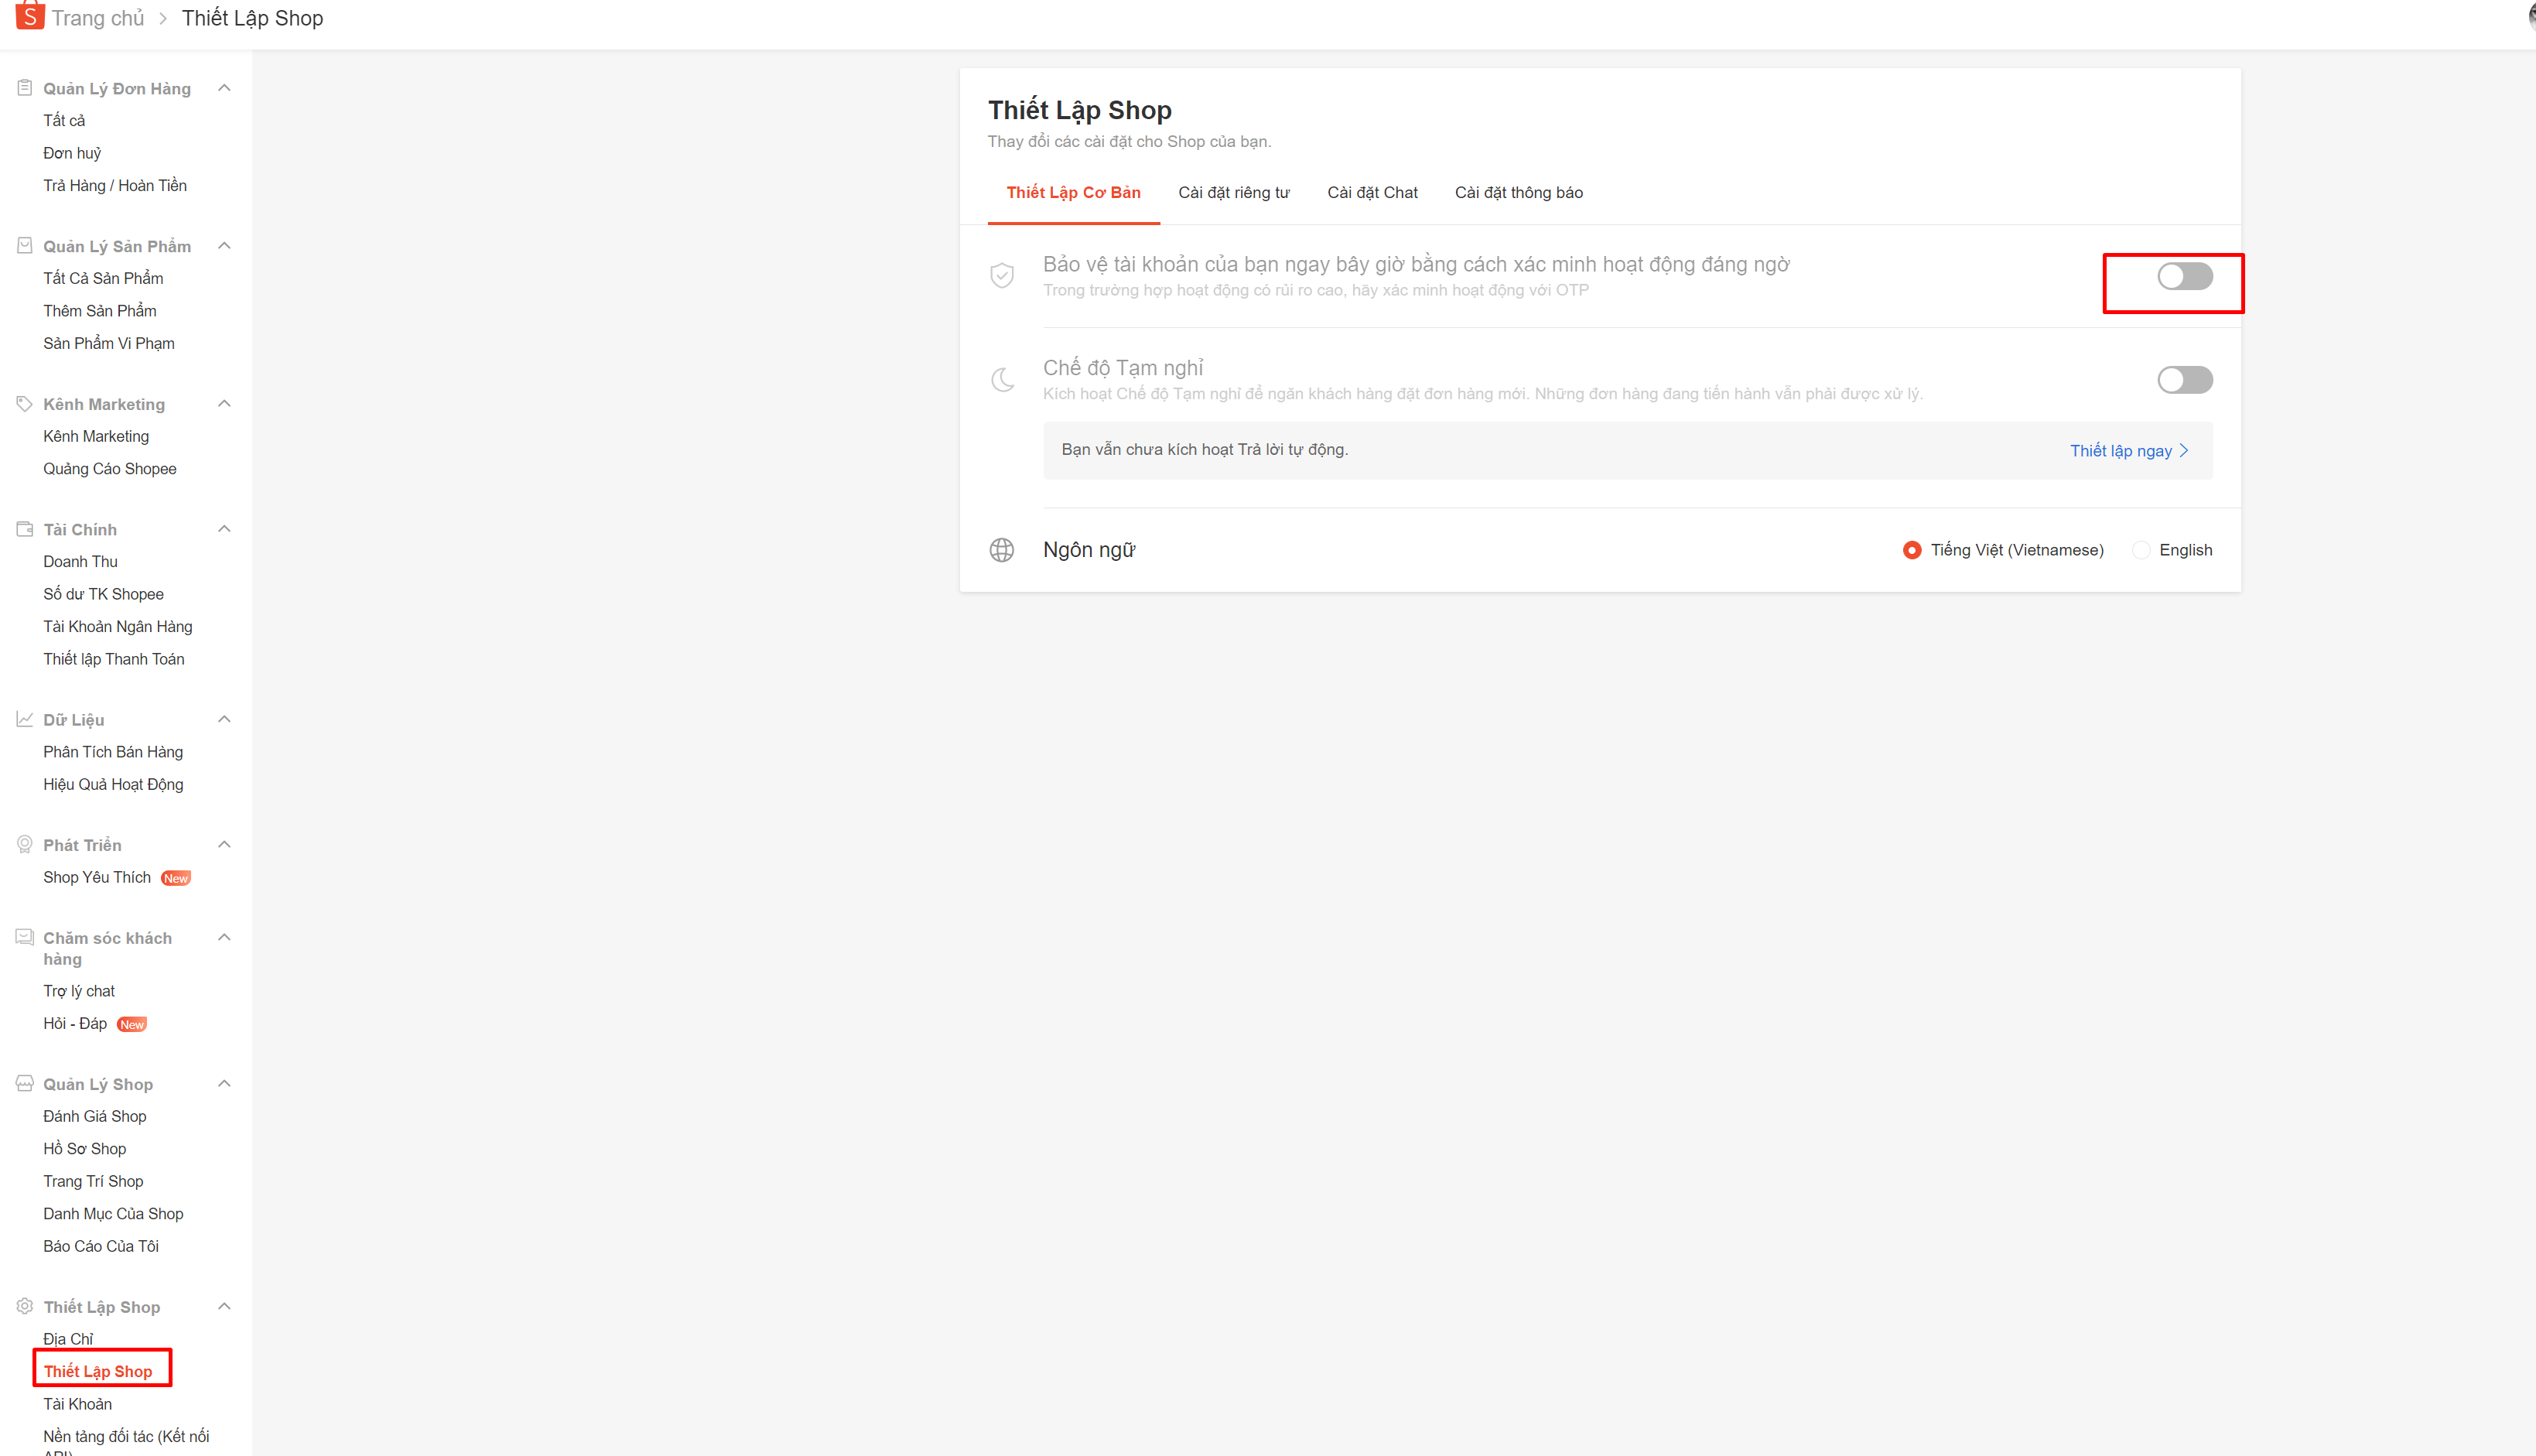 Trang chủ > Thiết Lập Shop
Quản Lý Đơn Hàng
Tất cả
Đơn huỷ
Trả Hàng / Hoàn Tiền
Quản Lý Sản Phẩm
Tất Cả Sản Phẩm
Thêm Sản Phẩm
Sản Phẩm Vi Phạm
Kênh Marketing
Kênh Marketing
Quảng Cáo Shopee
Tài Chính
Doanh Thu
Số dư TK Shopee
Tài Khoản Ngân Hàng
Thiết lập Thanh Toán
Dữ Liệu
Phân Tích Bán Hàng
Hiệu Quả Hoạt Động
Phát Triển
Shop Yêu Thích New
Chăm sóc khách
hàng
Trợ lý chat
Hỏi - Đáp New
Quản Lý Shop
Đánh Giá Shop
Hồ Sơ Shop
Trang Trí Shop
Danh Mục Của Shop
Báo Cáo Của Tôi
Thiết Lập Shop
Địa Chỉ
Thiết Lập Shop
Tài Khoản
Nền tảng đối tác (Kết nối
API)
Thiết Lập Shop
Thay đổi các cài đặt cho Shop của bạn.
Thiết Lập Cơ Bản Cài đặt riêng tư Cài đặt Chat Cài đặt thông báo
Bảo vệ tài khoản của bạn ngay bây giờ bằng cách xác minh hoạt động đáng ngờ
Trong trường hợp hoạt động có rủi ro cao, hãy xác minh hoạt động với OTP
Chế độ Tạm nghỉ
Kích hoạt Chế độ Tạm nghỉ để ngăn khách hàng đặt đơn hàng mới. Những đơn hàng đang tiến hành vẫn phải được xử lý.
Bạn vẫn chưa kích hoạt Trả lời tự động. Thiết lập ngay >
Ngôn ngữ Tiếng Việt (Vietnamese) English